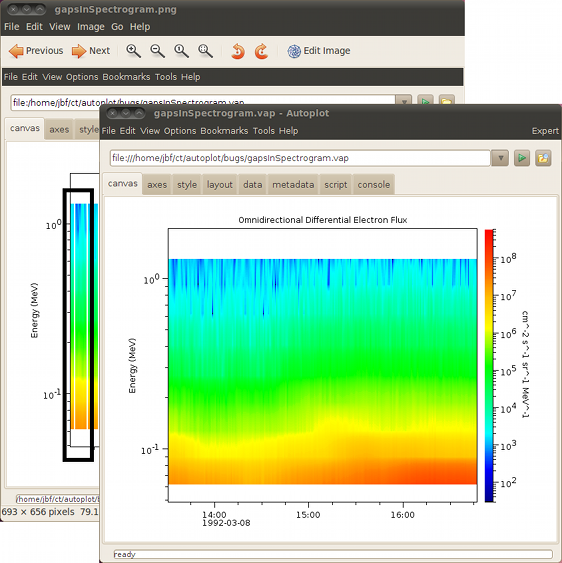 gapsInSpectrogram.png
File Edit View Image Go Help
Previous Next Edit Image
File Edit View Options Bookmarks Tools Help
file:/home/jbf/ct/autoplot/bugs/gapsInSpectrogram.vap
canvas axes style
10^0
10^-1
Energy (MeV)
/home/jbf/ct/autoplot/b
693 × 656 pixels 79.1
gapsInSpectrogram.vap - Autoplot
File Edit View Options Bookmarks Tools Help Expert
file:///home/jbf/ct/autoplot/bugs/gapsInSpectrogram.vap
canvas axes style layout data metadata script console
Omnidirectional Differential Electron Flux
10^0
10^-1
Energy (MeV)
14:00 15:00 16:00
1992-03-08
10^8
10^7
10^6
10^5
10^4
10^3
10^2
cm^-2 s^-1 sr^-1 MeV^-1
ready